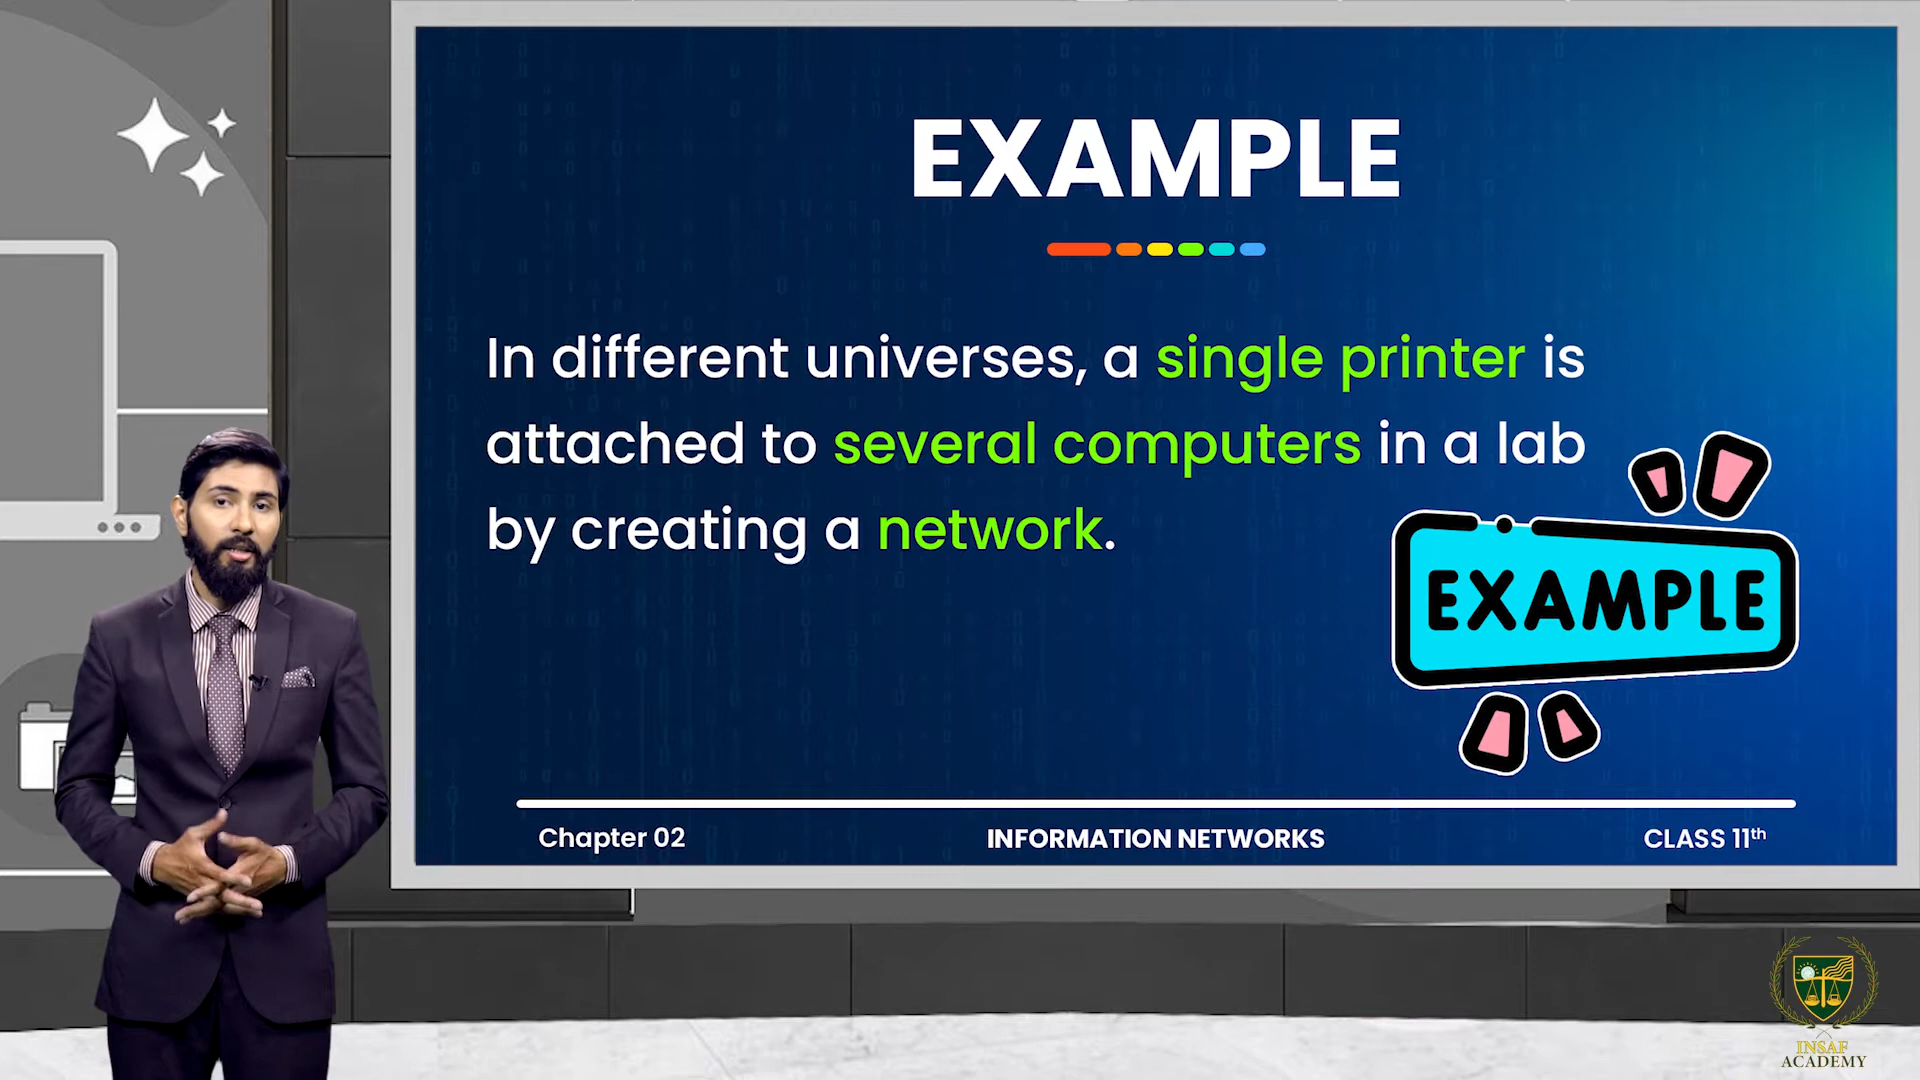 EXAMPLE
In different universes, a single printer is
attached to several computers in a lab
by creating a network.
EXAMPLE
Chapter 02
INFORMATION NETWORKS
CLASS 11th
INSAF
ACADEMY